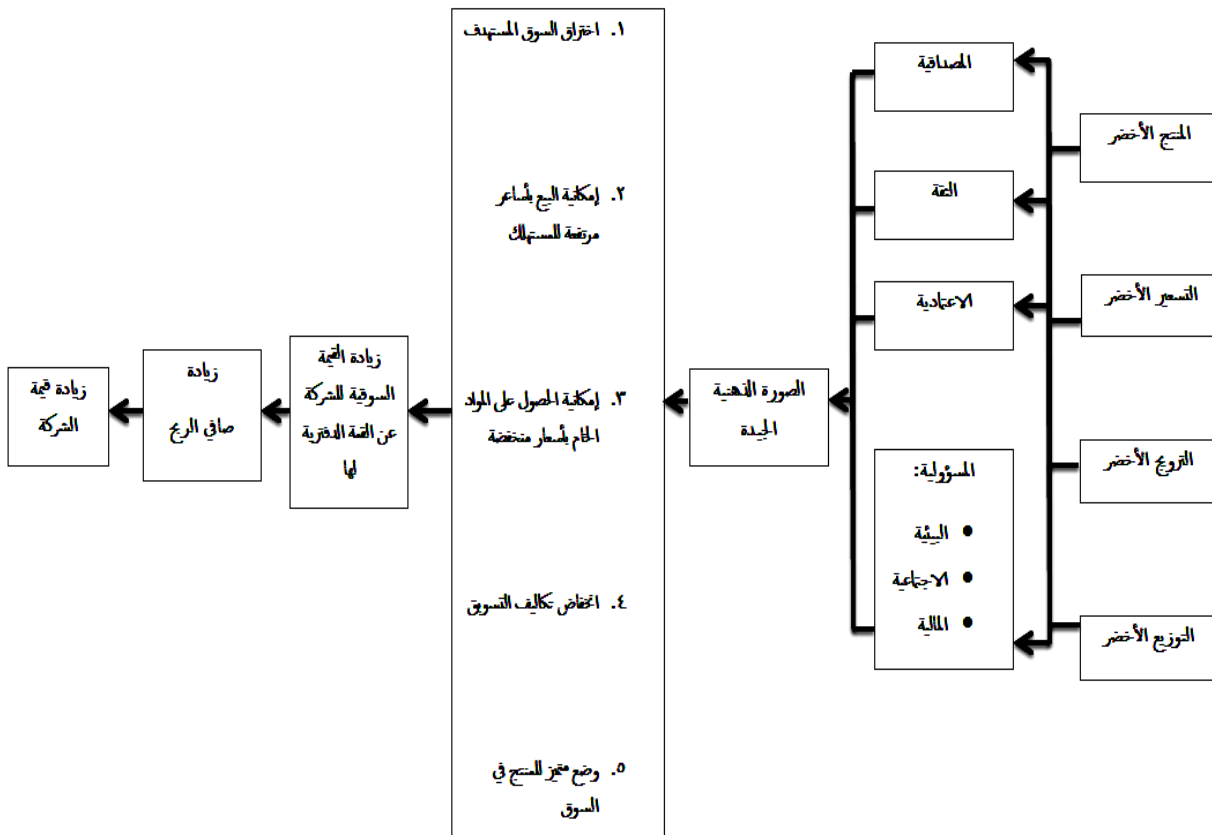 المنتج الأخضر
التسعير الأخضر
الترويج الأخضر
التوزيع الأخضر
المصداقية
الثقة
الاعتمادية
المسؤولية:
• البيئية
• الاجتماعية
• المالية
الصورة الذهنية
الجيدة
١. اختراق السوق المستهدف
٢. إمكانية البيع بأساعر
مرتفعة للمستهلك
٣. إمكانية الحصول على المواد
الخام بأسعار منخفضة
٤. انخفاض تكاليف التسويق
٥. وضع متميز للمنتج في
السوق
زيادة القيمة
السوقية للشركة
عن القمة الدفترية
لها
زيادة
صافي الربح
زيادة قيمة
الشركة